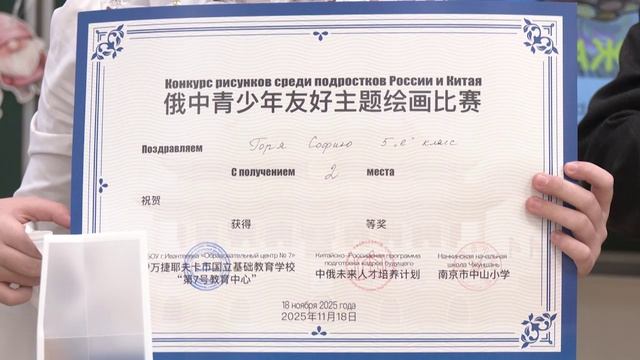 Конкурс рисунков среди подростков России и Китая
俄中青少年友好主题绘画比赛
Поздравляем Горя Софию 5 "е" класс
С получением 2 места
祝贺
获得 等奖
БОУ г.Ивантеевка «Образовательный центр № 7»
万捷耶夫卡市国立基础教育学校
“第7号教育中心”
Китайско-Российская программа
подготовки кадров будущего
中俄未来人才培养计划
Нанкинская начальная
школа Чжуншань
南京市中山小学
18 ноября 2025 года
2025年11月18日